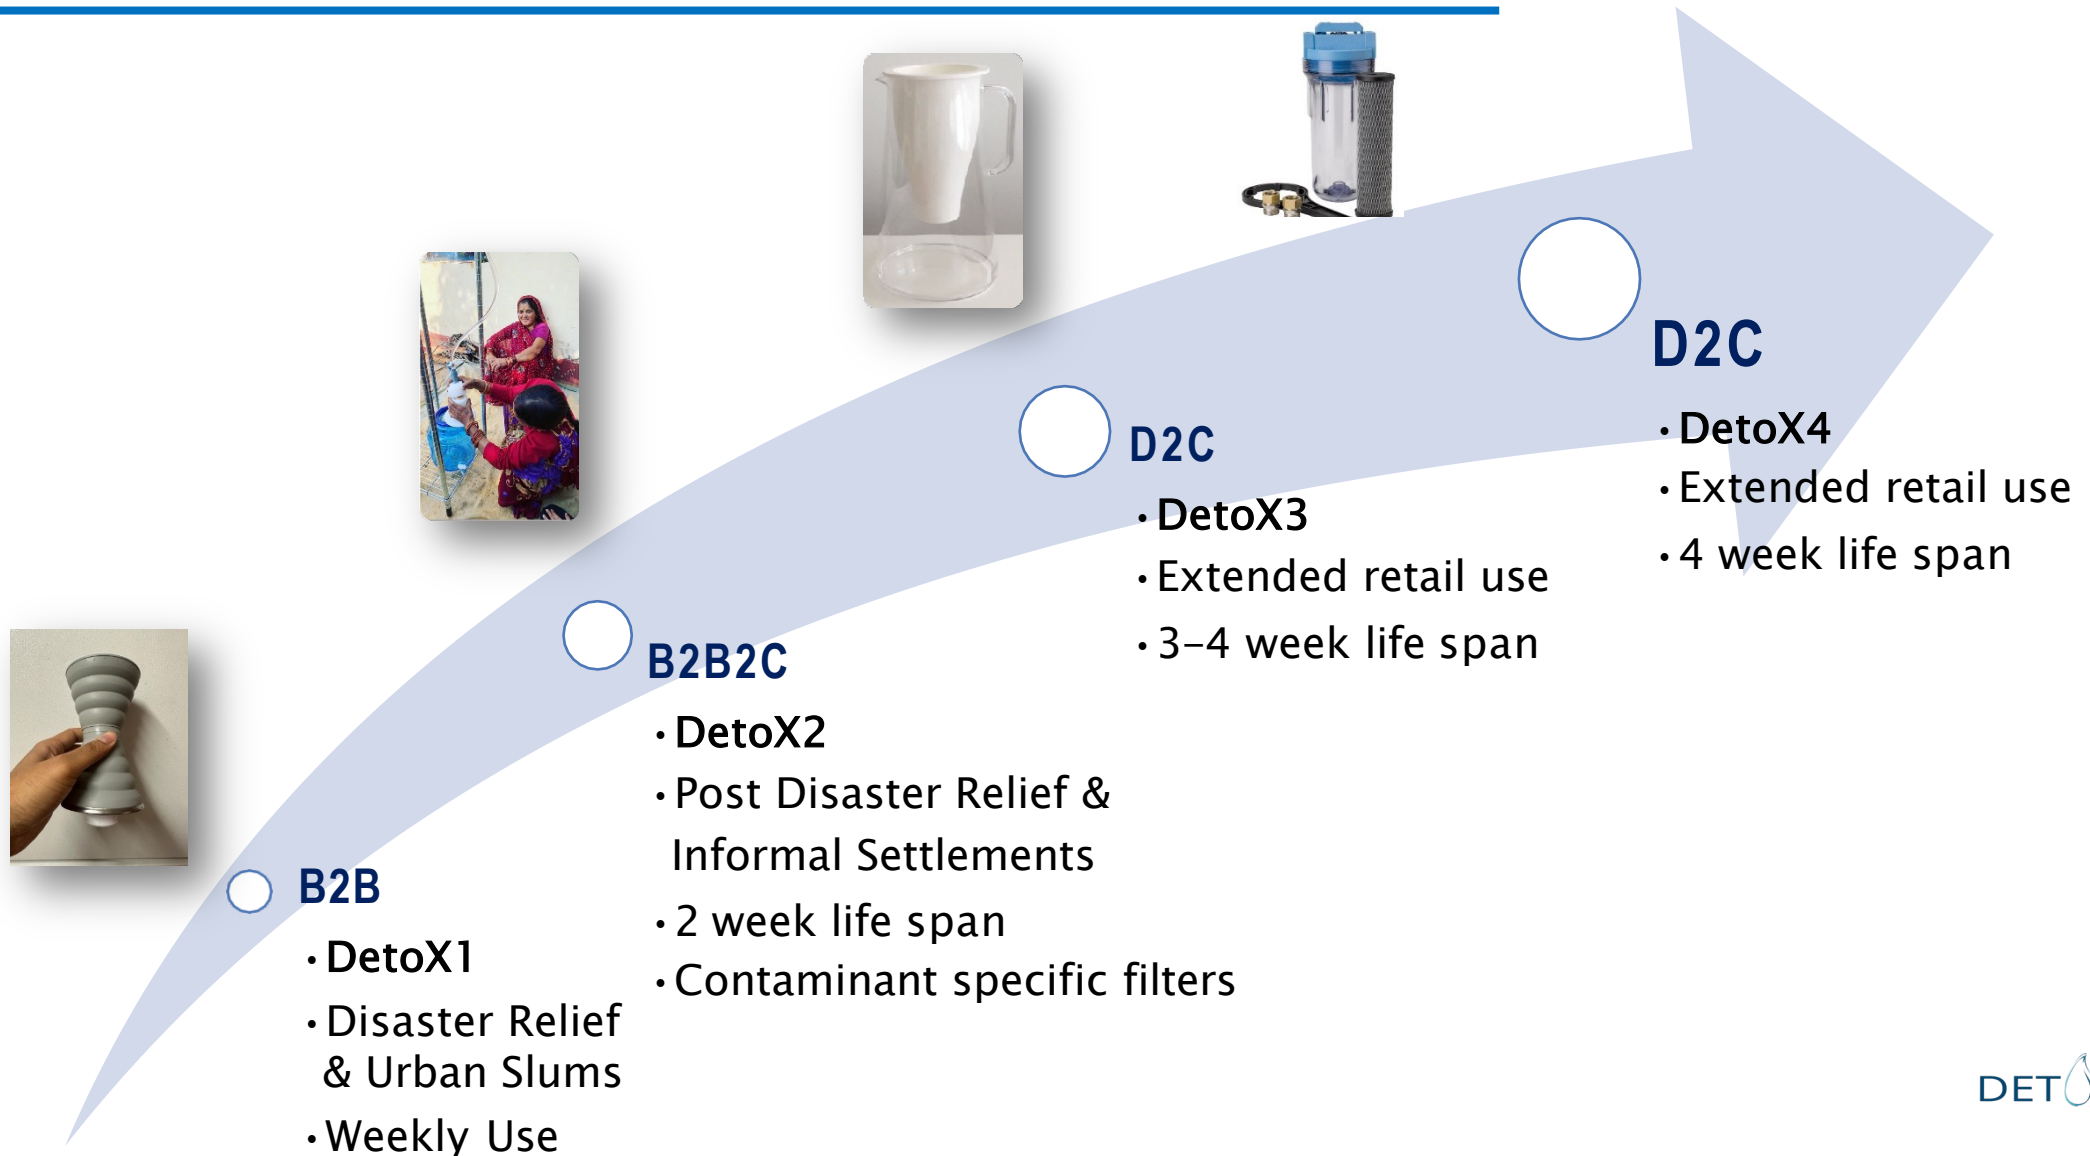 B2B
• DetoX1
• Disaster Relief
& Urban Slums
• Weekly Use
B2B2C
• DetoX2
• Post Disaster Relief &
Informal Settlements
• 2 week life span
• Contaminant specific filters
D2C
• DetoX3
• Extended retail use
• 3–4 week life span
D2C
• DetoX4
• Extended retail use
• 4 week life span
DET